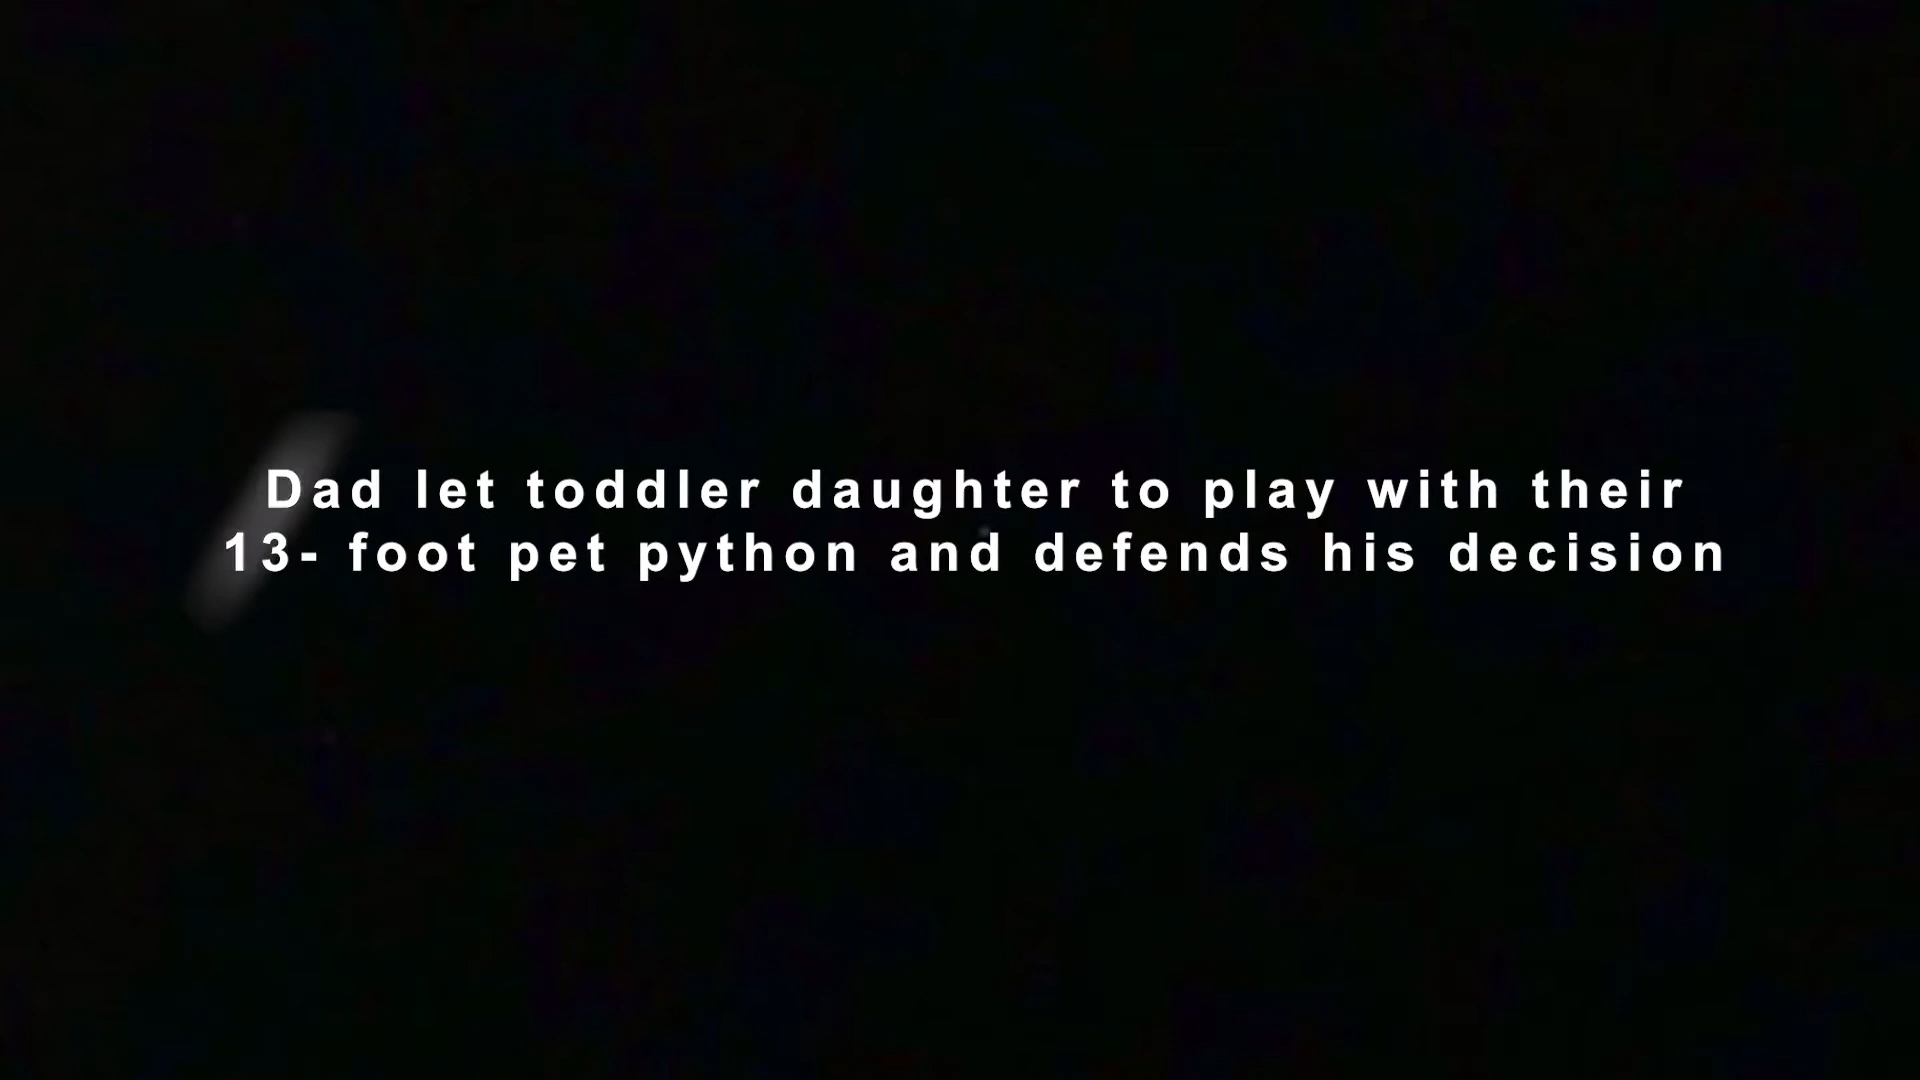 Dad let toddler daughter to play with their
13- foot pet python and defends his decision